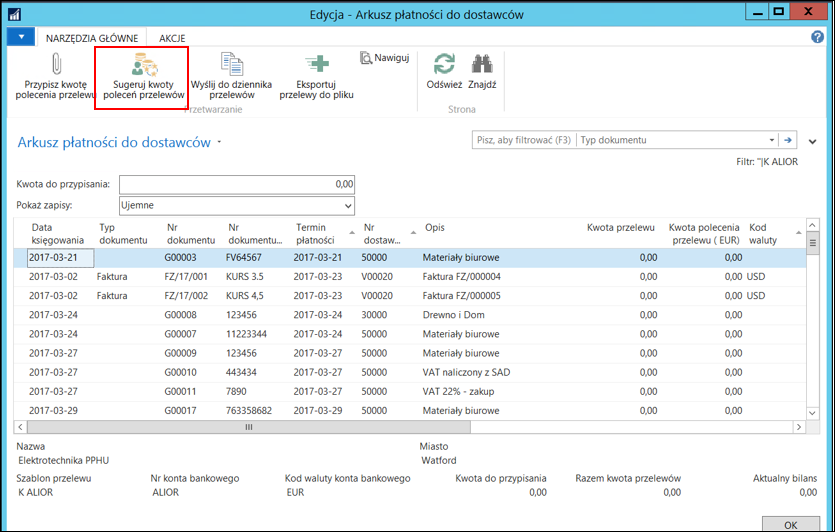 Edycja - Arkusz płatności do dostawców
NARZĘDZIA GŁÓWNE AKCJE
Przypisz kwotę polecenia przelewu
Sugeruj kwoty poleceń przelewów
Wyślij do dziennika przelewów
Eksportuj przelewy do pliku
Nawiguj
Odśwież Znajdź
Przetwarzanie Strona
Arkusz płatności do dostawców
Pisz, aby filtrować (F3) Typ dokumentu
Filtr: ''|K ALIOR
Kwota do przypisania: 0,00
Pokaż zapisy: Ujemne
Data księgowania Typ dokumentu Nr dokumentu Nr dokumentu... Termin płatności Nr dostaw... Opis Kwota przelewu Kwota polecenia przelewu ( EUR) Kod waluty
2017-03-21 G00003 FV64567 2017-03-21 50000 Materiały biurowe 0,00 0,00
2017-03-02 Faktura FZ/17/001 KURS 3.5 2017-03-23 V00020 Faktura FZ/000004 0,00 0,00 USD
2017-03-02 Faktura FZ/17/002 KURS 4,5 2017-03-23 V00020 Faktura FZ/000005 0,00 0,00 USD
2017-03-24 G00008 123456 2017-03-24 30000 Drewno i Dom 0,00 0,00
2017-03-24 G00007 11223344 2017-03-24 50000 Materiały biurowe 0,00 0,00
2017-03-27 G00009 123456 2017-03-27 50000 Materiały biurowe 0,00 0,00
2017-03-27 G00010 443434 2017-03-27 50000 VAT naliczony z SAD 0,00 0,00
2017-03-27 G00011 7890 2017-03-27 50000 VAT 22% - zakup 0,00 0,00
2017-03-29 G00017 763358682 2017-03-29 50000 Materiały biurowe 0,00 0,00
Nazwa Miasto
Elektrotechnika PPHU Watford
Szablon przelewu Nr konta bankowego Kod waluty konta bankowego Kwota do przypisania Razem kwota przelewów Aktualny bilans
K ALIOR ALIOR EUR 0,00 0,00 0,00
OK